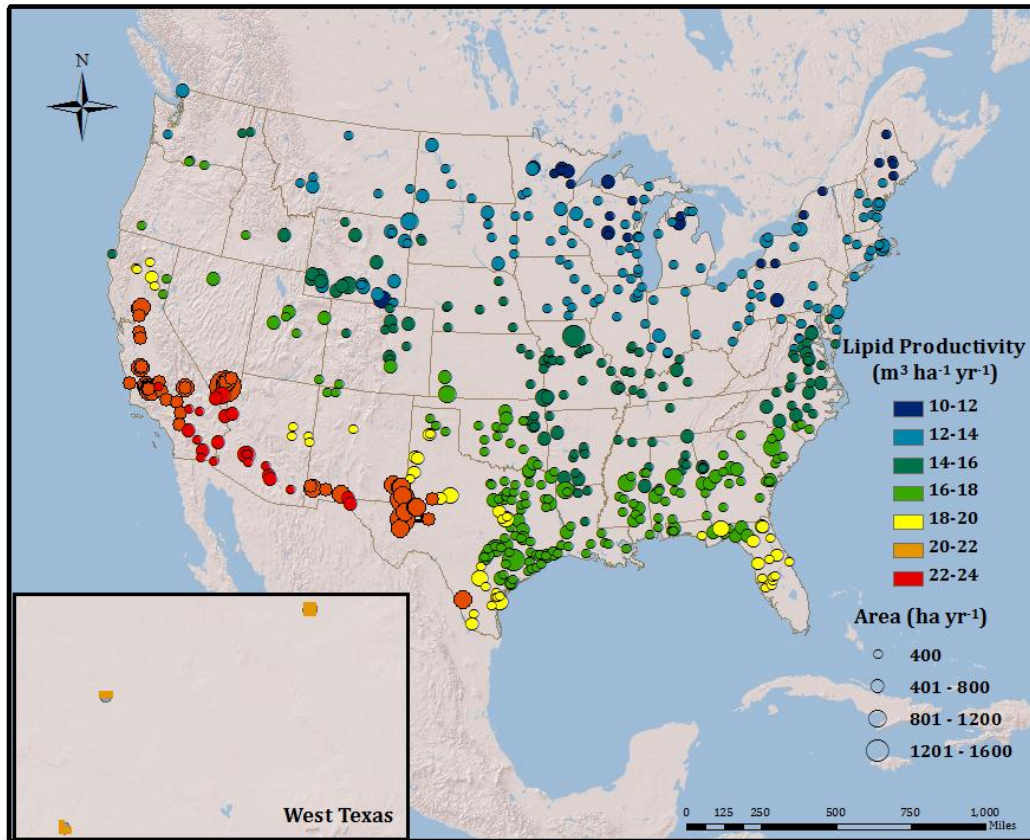 N
Lipid Productivity
(m³ ha⁻¹ yr⁻¹)
10-12
12-14
14-16
16-18
18-20
20-22
22-24
Area (ha yr⁻¹)
400
401 - 800
801 - 1200
1201 - 1600
West Texas
0 125 250 500 750 1,000
Miles